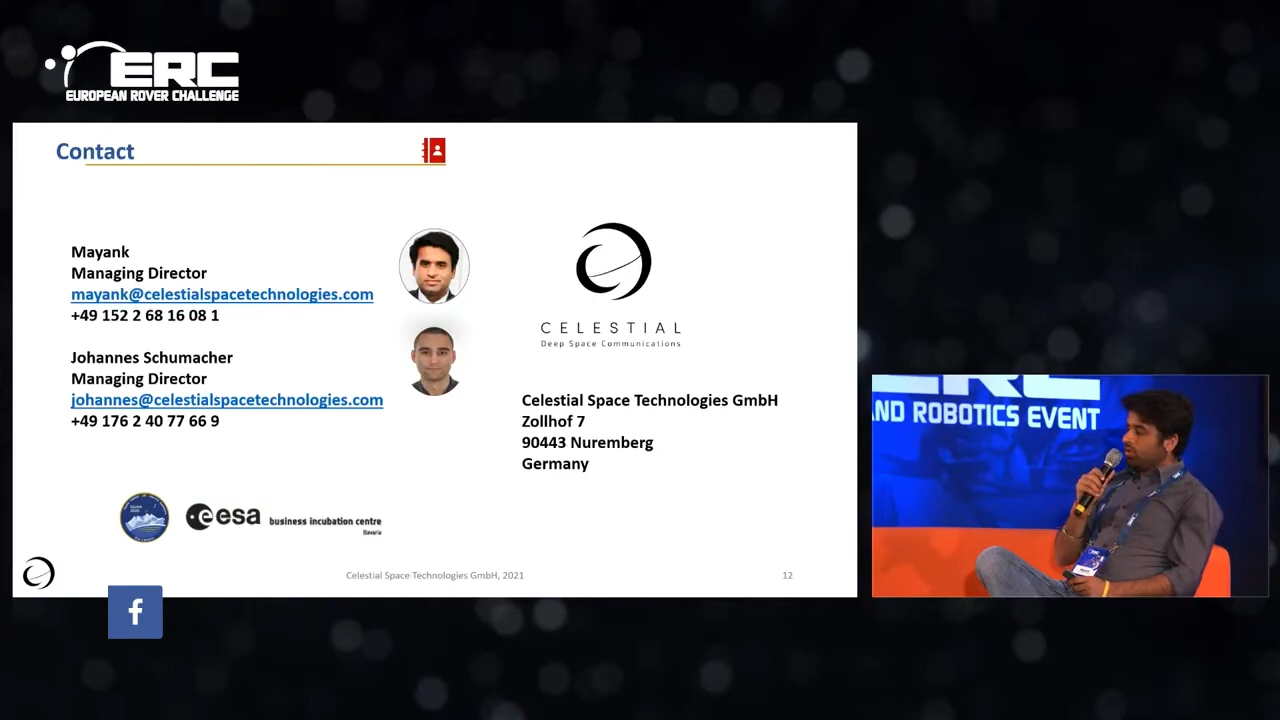 ERC
EUROPEAN ROVER CHALLENGE
Contact
Mayank
Managing Director
mayank@celestialspacetechnologies.com
+49 152 2 68 16 08 1
Johannes Schumacher
Managing Director
johannes@celestialspacetechnologies.com
+49 176 2 40 77 66 9
CELESTIAL
Deep Space Communications
Celestial Space Technologies GmbH
Zollhof 7
90443 Nuremberg
Germany
esa business incubation centre
Bavaria
Celestial Space Technologies GmbH, 2021
12
f
ERC
AND ROBOTICS EVENT